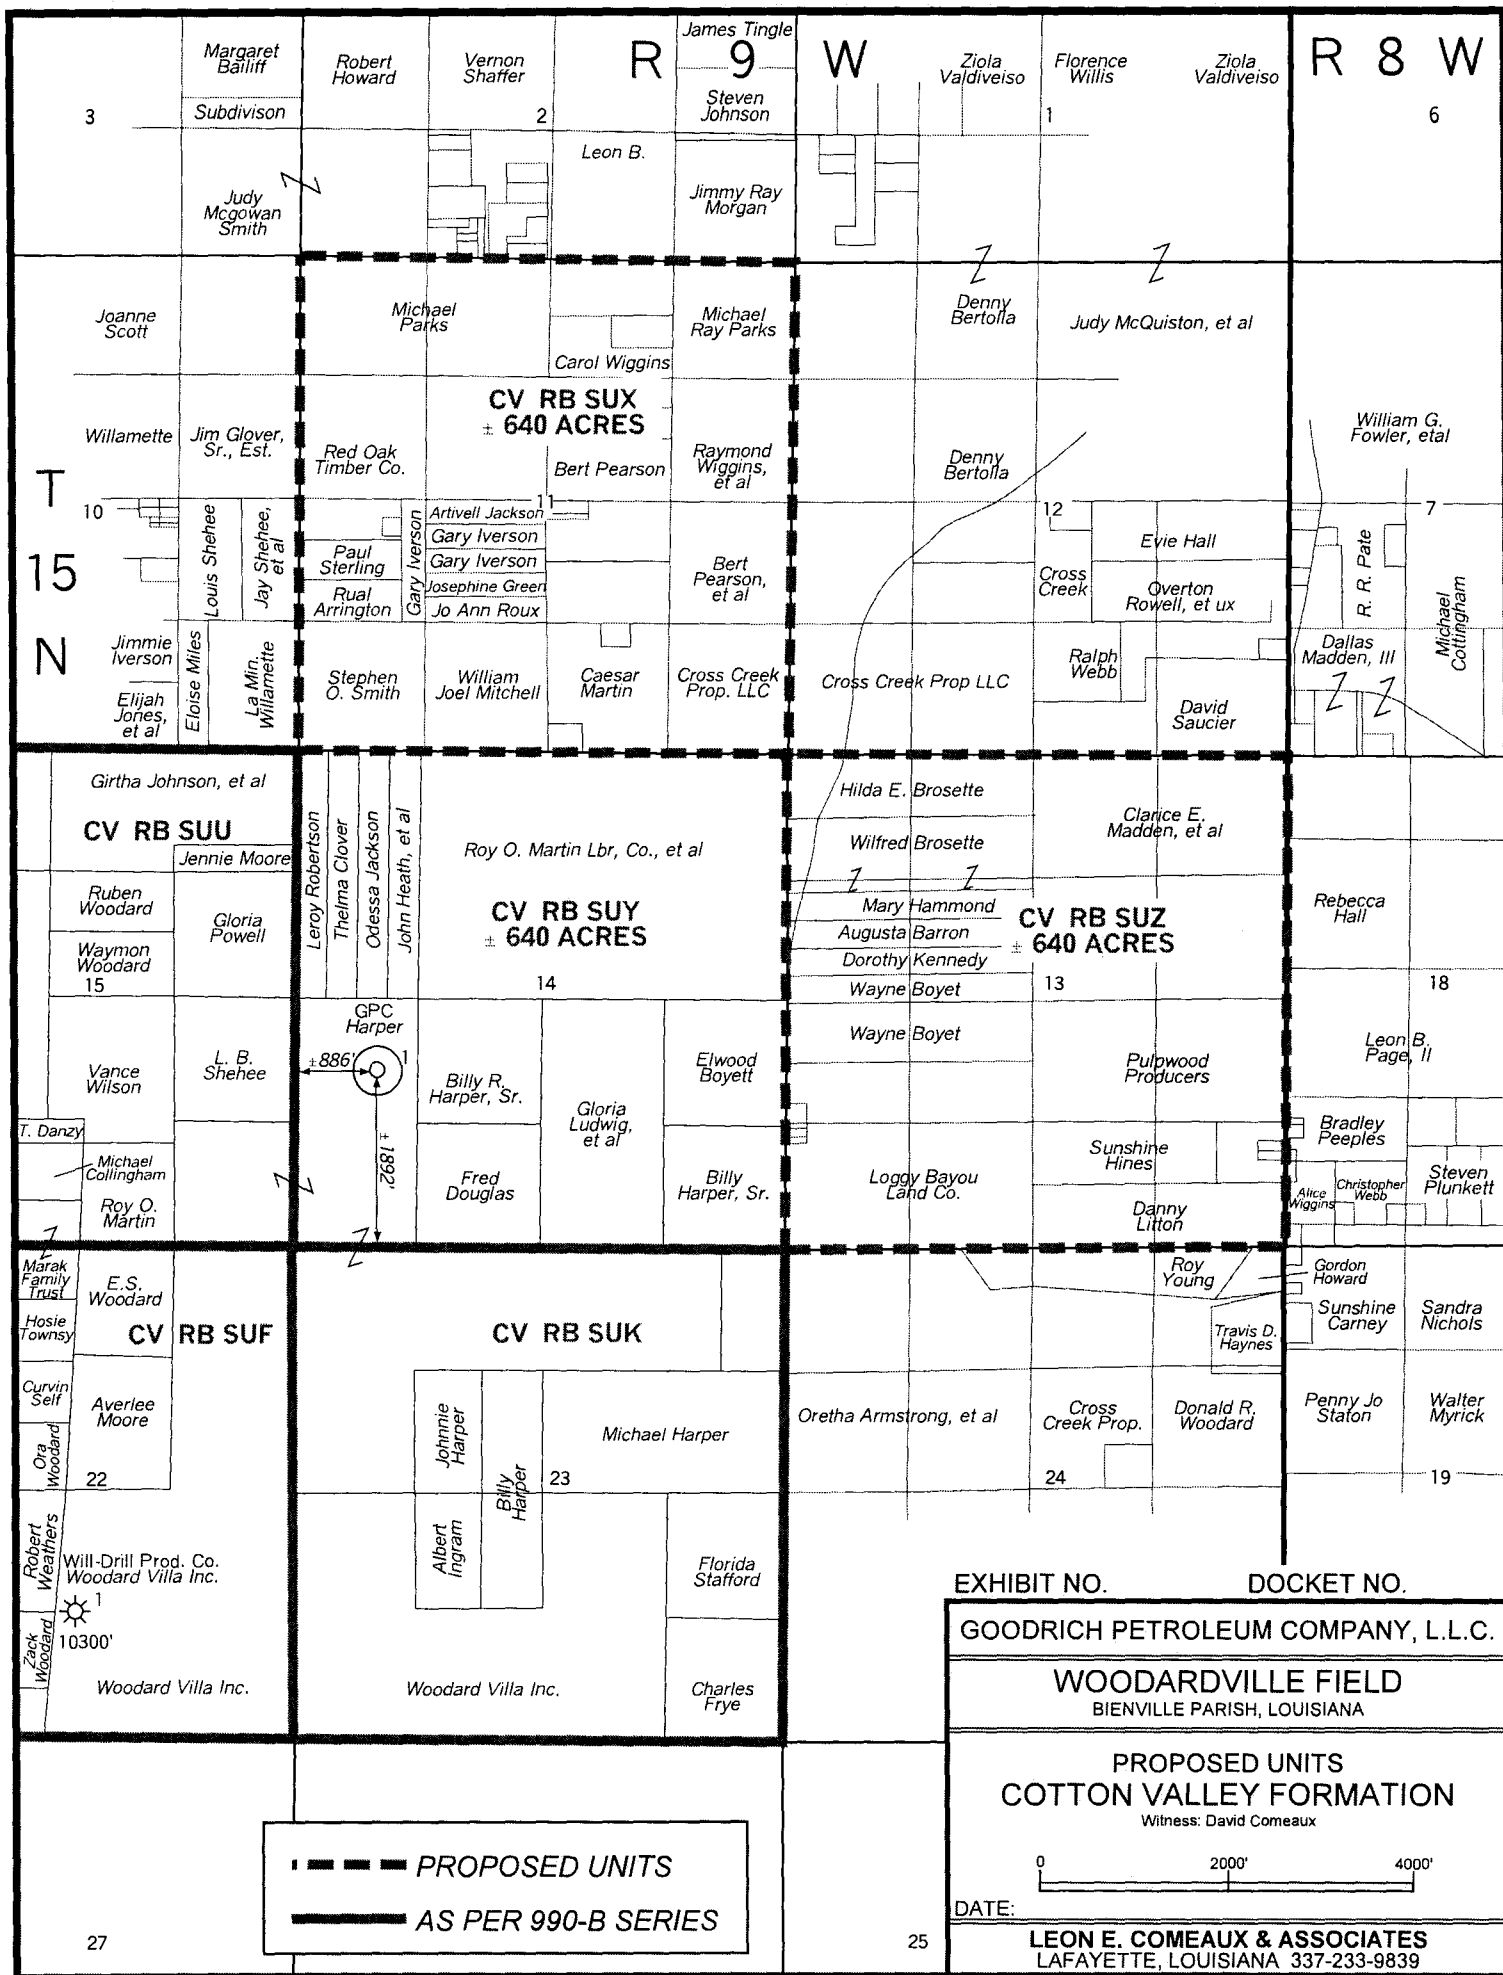 R 9 W
R 8 W
Margaret
Bailiff
Subdivison
Robert
Howard
Vernon
Shaffer
James Tingle
Steven
Johnson
Ziola
Valdiveiso
Florence
Willis
Ziola
Valdiveiso
3
2
1
6
Judy
Mcgowan
Smith
Leon B.
Jimmy Ray
Morgan
Joanne
Scott
Michael
Parks
Carol Wiggins
Michael
Ray Parks
Denny
Bertolla
Judy McQuiston, et al
CV RB SUX
± 640 ACRES
Willamette
Jim Glover,
Sr., Est.
Red Oak
Timber Co.
Bert Pearson
Raymond
Wiggins,
et al
Denny
Bertolla
William G.
Fowler, etal
T
15
N
10
11
12
7
Louis Shehee
Jay Shehee,
et al
Paul
Sterling
Rual
Arrington
Gary Iverson
Artivell Jackson
Gary Iverson
Gary Iverson
Josephine Green
Jo Ann Roux
Bert
Pearson,
et al
Cross
Creek
Evie Hall
Overton
Rowell, et ux
R. R. Pate
Michael
Cottingham
Jimmie
Iverson
Elijah
Jones,
et al
Eloise Miles
La Min.
Willamette
Stephen
O. Smith
William
Joel Mitchell
Caesar
Martin
Cross Creek
Prop. LLC
Cross Creek Prop LLC
Ralph
Webb
David
Saucier
Dallas
Madden, III
Girtha Johnson, et al
CV RB SUU
Jennie Moore
Ruben
Woodard
Waymon
Woodard
Gloria
Powell
15
Leroy Robertson
Thelma Clover
Odessa Jackson
John Heath, et al
Roy O. Martin Lbr, Co., et al
CV RB SUY
± 640 ACRES
14
Hilda E. Brosette
Wilfred Brosette
Clarice E.
Madden, et al
Mary Hammond
Augusta Barron
Dorothy Kennedy
Wayne Boyet
CV RB SUZ
± 640 ACRES
13
Rebecca
Hall
18
Vance
Wilson
L. B.
Shehee
GPC
Harper
±886'
1
± 1892'
Billy R.
Harper, Sr.
Gloria
Ludwig,
et al
Elwood
Boyett
Wayne Boyet
Pulpwood
Producers
Leon B.
Page, II
T. Danzy
Michael
Collingham
Roy O.
Martin
Fred
Douglas
Billy
Harper, Sr.
Loggy Bayou
Land Co.
Sunshine
Hines
Danny
Litton
Bradley
Peeples
Alice
Wiggins
Christopher
Webb
Steven
Plunkett
Marak
Family
Trust
E.S.
Woodard
Hosie
Townsy
CV RB SUF
CV RB SUK
Roy
Young
Gordon
Howard
Travis D.
Haynes
Sunshine
Carney
Sandra
Nichols
Curvin
Self
Averlee
Moore
Ora
Woodard
22
Johnnie
Harper
Billy
Harper
Michael Harper
23
Oretha Armstrong, et al
Cross
Creek Prop.
Donald R.
Woodard
24
Penny Jo
Staton
Walter
Myrick
19
Robert
Weathers
Will-Drill Prod. Co.
Woodard Villa Inc.
1
10300'
Zack
Woodard
Woodard Villa Inc.
Albert
Ingram
Florida
Stafford
Woodard Villa Inc.
Charles
Frye
27
25
PROPOSED UNITS
AS PER 990-B SERIES
EXHIBIT NO. DOCKET NO.
GOODRICH PETROLEUM COMPANY, L.L.C.
WOODARDVILLE FIELD
BIENVILLE PARISH, LOUISIANA
PROPOSED UNITS
COTTON VALLEY FORMATION
Witness: David Comeaux
0 2000' 4000'
DATE:
LEON E. COMEAUX & ASSOCIATES
LAFAYETTE, LOUISIANA 337-233-9839